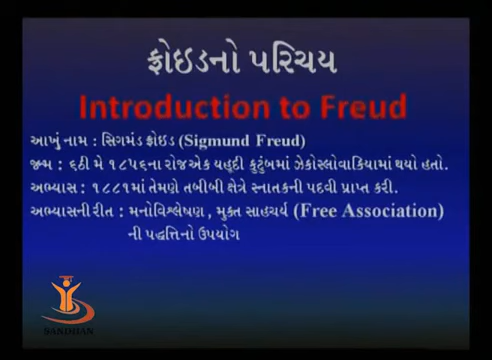 ફ્રોઇડનો પરિચય
Introduction to Freud
આખું નામ : સિગમંડ ફ્રોઇડ (Sigmund Freud)
જન્મ : ૬ઠી મે ૧૮૫૬ના રોજ એક યહૂદી કુટુંબમાં ઝેકોસ્લોવાકિયામાં થયો હતો.
અભ્યાસ : ૧૮૮૧માં તેમણે તબીબી ક્ષેત્રે સ્નાતકની પદવી પ્રાપ્ત કરી.
અભ્યાસની રીત : મનોવિશ્લેષણ , મુક્ત સાહચર્ય (Free Association)
ની પદ્ધતિનો ઉપયોગ
SANDHAN